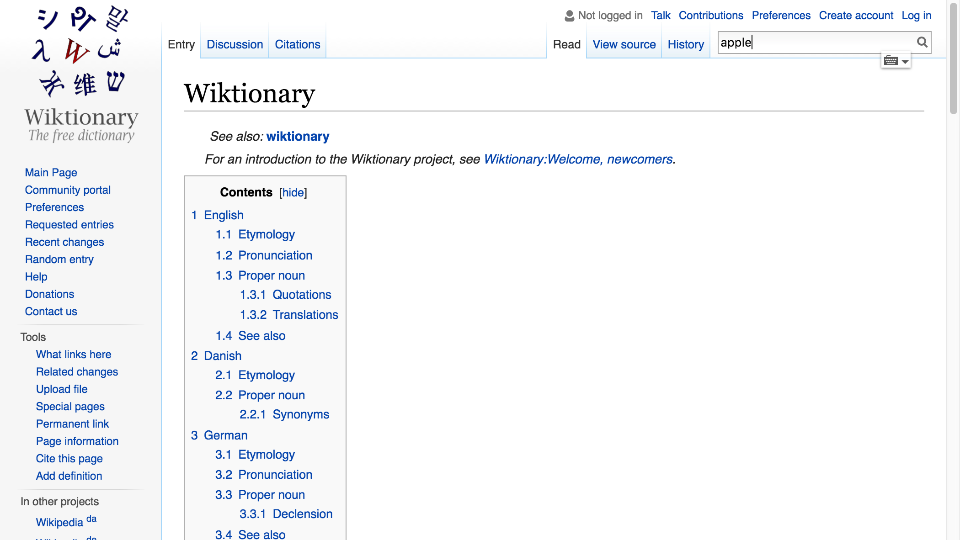 Not logged in Talk Contributions Preferences Create account Log in
Entry Discussion Citations Read View source History apple
维
Wiktionary
The free dictionary
Main Page
Community portal
Preferences
Requested entries
Recent changes
Random entry
Help
Donations
Contact us
Tools
What links here
Related changes
Upload file
Special pages
Permanent link
Page information
Cite this page
Add definition
In other projects
Wikipedia da
Wiktionary
See also: wiktionary
For an introduction to the Wiktionary project, see Wiktionary:Welcome, newcomers.
Contents [hide]
1 English
1.1 Etymology
1.2 Pronunciation
1.3 Proper noun
1.3.1 Quotations
1.3.2 Translations
1.4 See also
2 Danish
2.1 Etymology
2.2 Proper noun
2.2.1 Synonyms
3 German
3.1 Etymology
3.2 Pronunciation
3.3 Proper noun
3.3.1 Declension
3.4 See also